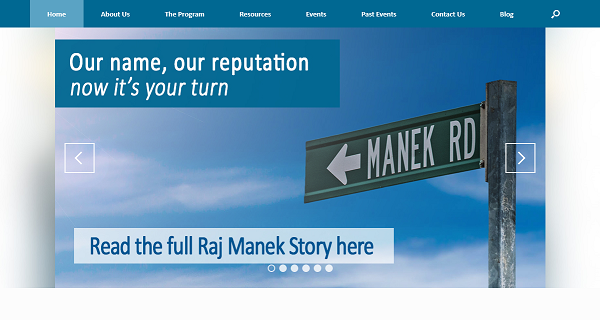 Home About Us The Program Resources Events Past Events Contact Us Blog
Our name, our reputation
now it's your turn
MANEK RD
Read the full Raj Manek Story here